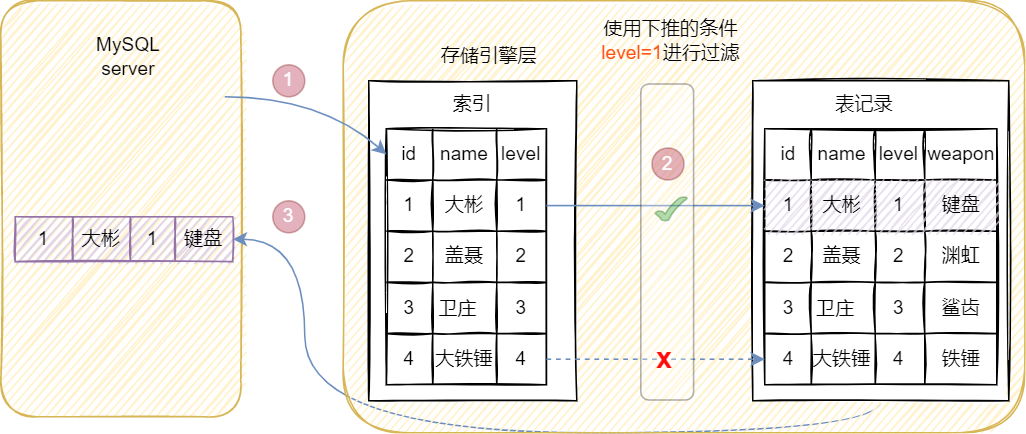 MySQL
server
1
存储引擎层
使用下推的条件
level=1进行过滤
索引
id name level
1 大彬 1
2 盖聂 2
3 卫庄 3
4 大铁锤 4
2
X
表记录
id name level weapon
1 大彬 1 键盘
2 盖聂 2 渊虹
3 卫庄 3 鲨齿
4 大铁锤 4 铁锤
3
1 大彬 1 键盘